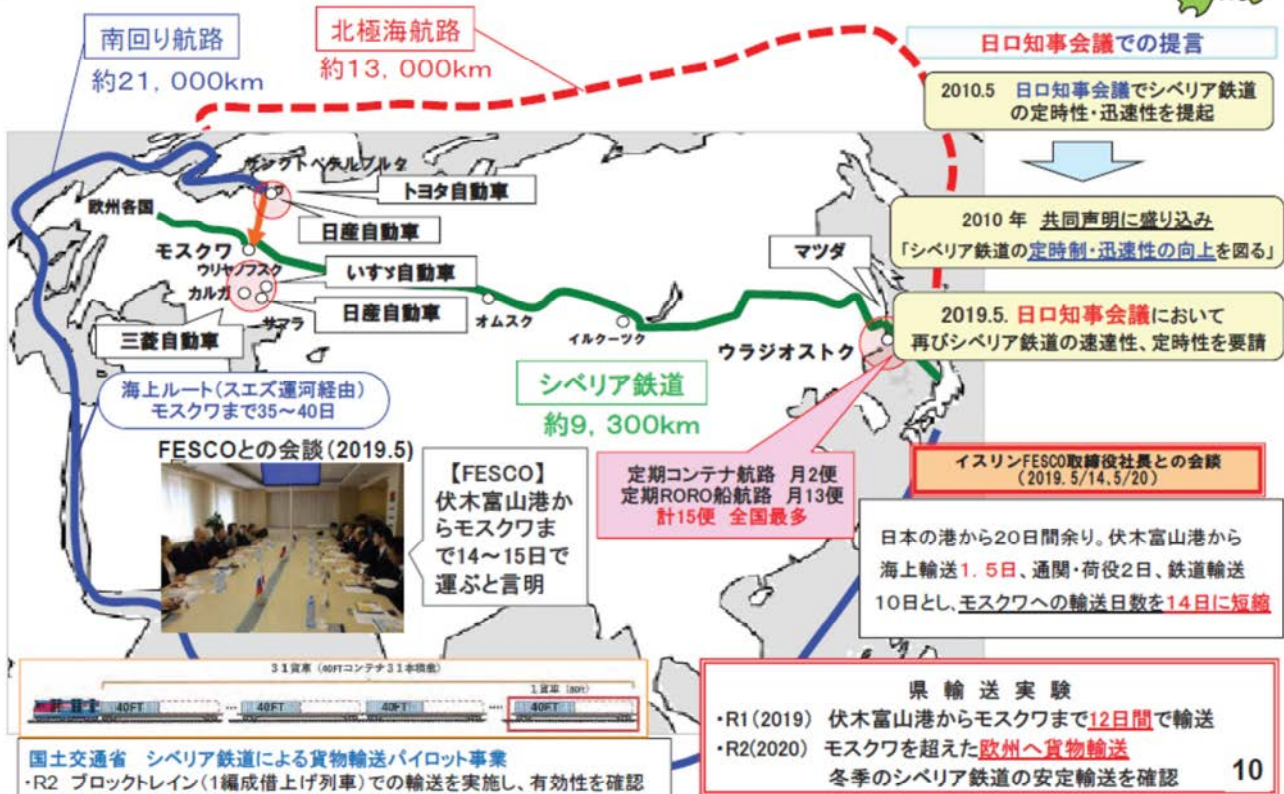 南回り航路
約21,000km
北極海航路
約13,000km
日ロ知事会議での提言
2010.5 日ロ知事会議でシベリア鉄道
の定時性・迅速性を提起
2010年 共同声明に盛り込み
「シベリア鉄道の定時制・迅速性の向上を図る」
2019.5. 日ロ知事会議において
再びシベリア鉄道の速達性、定時性を要請
サンクトペテルブルク
トヨタ自動車
日産自動車
欧州各国
モスクワ
ウリヤノフスク
カルガ
サマラ
いすゞ自動車
日産自動車
三菱自動車
オムスク
イルクーツク
マツダ
ウラジオストク
シベリア鉄道
約9,300km
海上ルート(スエズ運河経由)
モスクワまで35～40日
FESCOとの会談(2019.5)
【FESCO】
伏木富山港か
らモスクワま
で14～15日で
運ぶと言明
定期コンテナ航路 月2便
定期RORO船航路 月13便
計15便 全国最多
イスリンFESCO取締役社長との会談
(2019.5/14、5/20)
日本の港から20日間余り。伏木富山港から
海上輸送1.5日、通関・荷役2日、鉄道輸送
10日とし、モスクワへの輸送日数を14日に短縮
31貨車(40FTコンテナ31本積載)
1貨車(80ft)
40FT
40FT
40FT
40FT
国土交通省 シベリア鉄道による貨物輸送パイロット事業
・R2 ブロックトレイン(1編成借上げ列車)での輸送を実施し、有効性を確認
県輸送実験
・R1(2019) 伏木富山港からモスクワまで12日間で輸送
・R2(2020) モスクワを超えた欧州へ貨物輸送
冬季のシベリア鉄道の安定輸送を確認
10